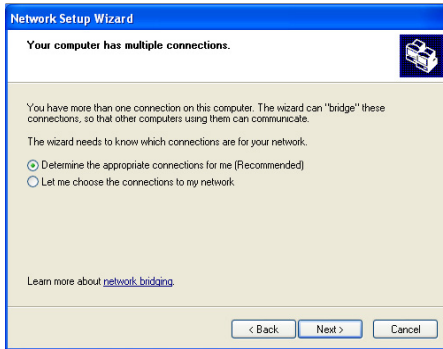 Network Setup Wizard
Your computer has multiple connections.
You have more than one connection on this computer. The wizard can "bridge" these
connections, so that other computers using them can communicate.
The wizard needs to know which connections are for your network.
Determine the appropriate connections for me (Recommended)
Let me choose the connections to my network
Learn more about network bridging.
< Back
Next >
Cancel